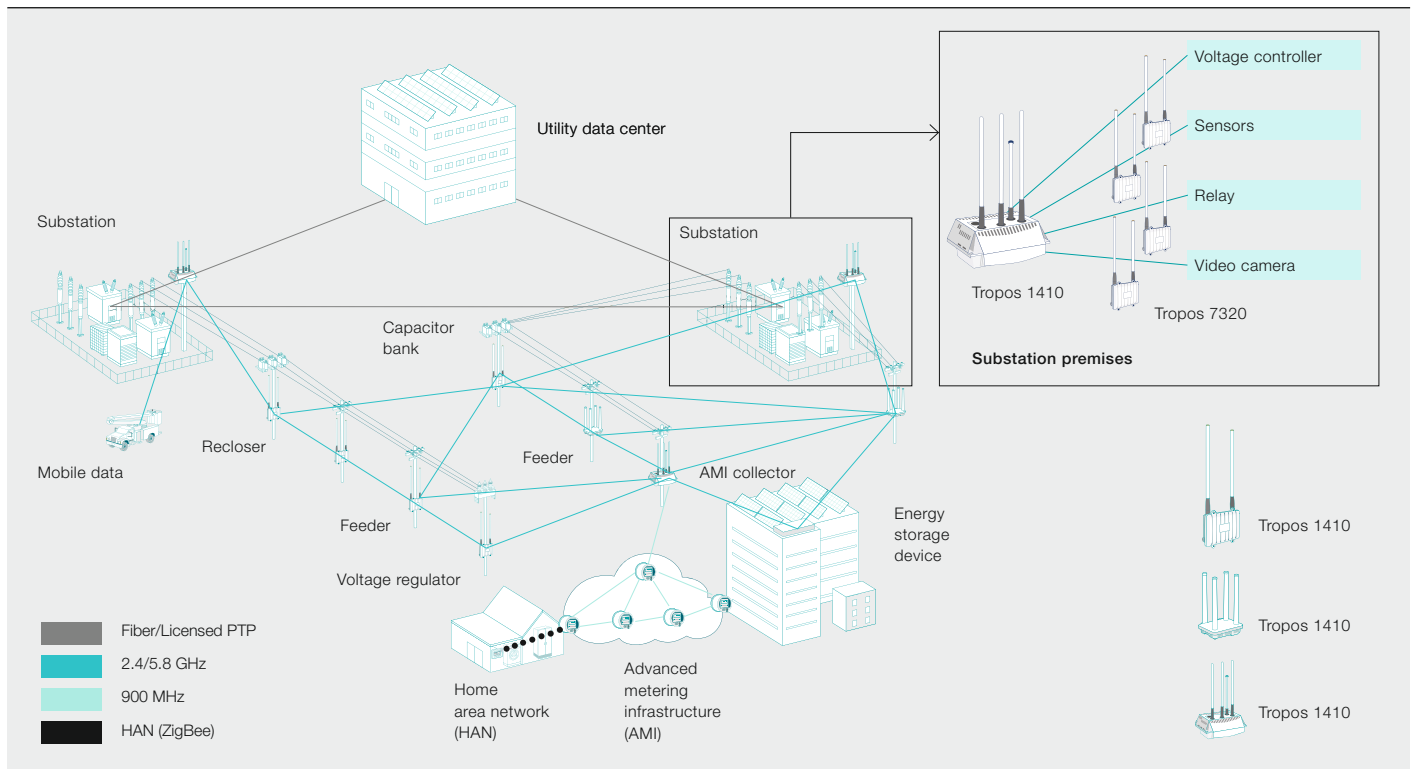 Utility data center
Substation
Substation
Capacitor
bank
Recloser
Mobile data
Feeder
Feeder
AMI collector
Voltage regulator
Energy
storage
device
Home
area network
(HAN)
Advanced
metering
infrastructure
(AMI)
Voltage controller
Sensors
Relay
Video camera
Tropos 1410
Tropos 7320
Substation premises
Tropos 1410
Tropos 1410
Tropos 1410
Fiber/Licensed PTP
2.4/5.8 GHz
900 MHz
HAN (ZigBee)